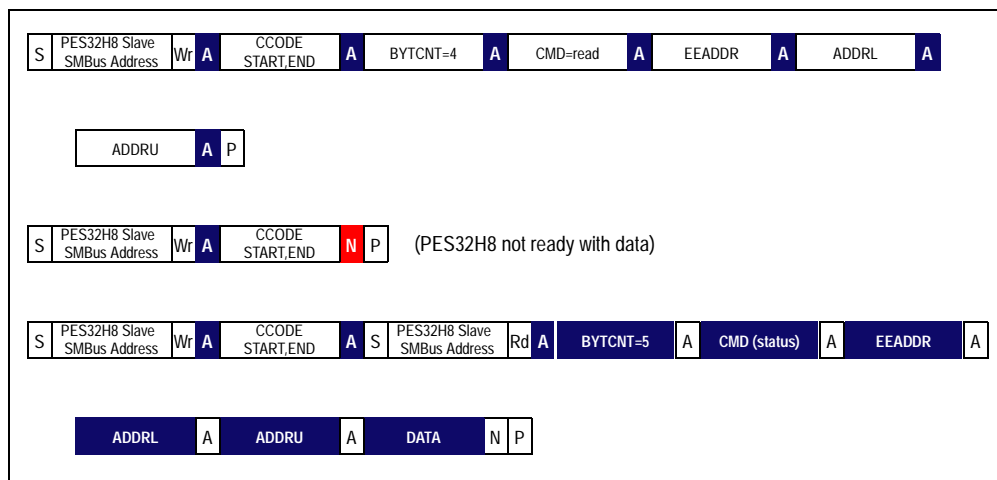 S PES32H8 Slave SMBus Address Wr A CCODE START,END A BYTCNT=4 A CMD=read A EEADDR A ADDRL A
ADDRU A P
S PES32H8 Slave SMBus Address Wr A CCODE START,END N P (PES32H8 not ready with data)
S PES32H8 Slave SMBus Address Wr A CCODE START,END A S PES32H8 Slave SMBus Address Rd A BYTCNT=5 A CMD (status) A EEADDR A
ADDRL A ADDRU A DATA N P